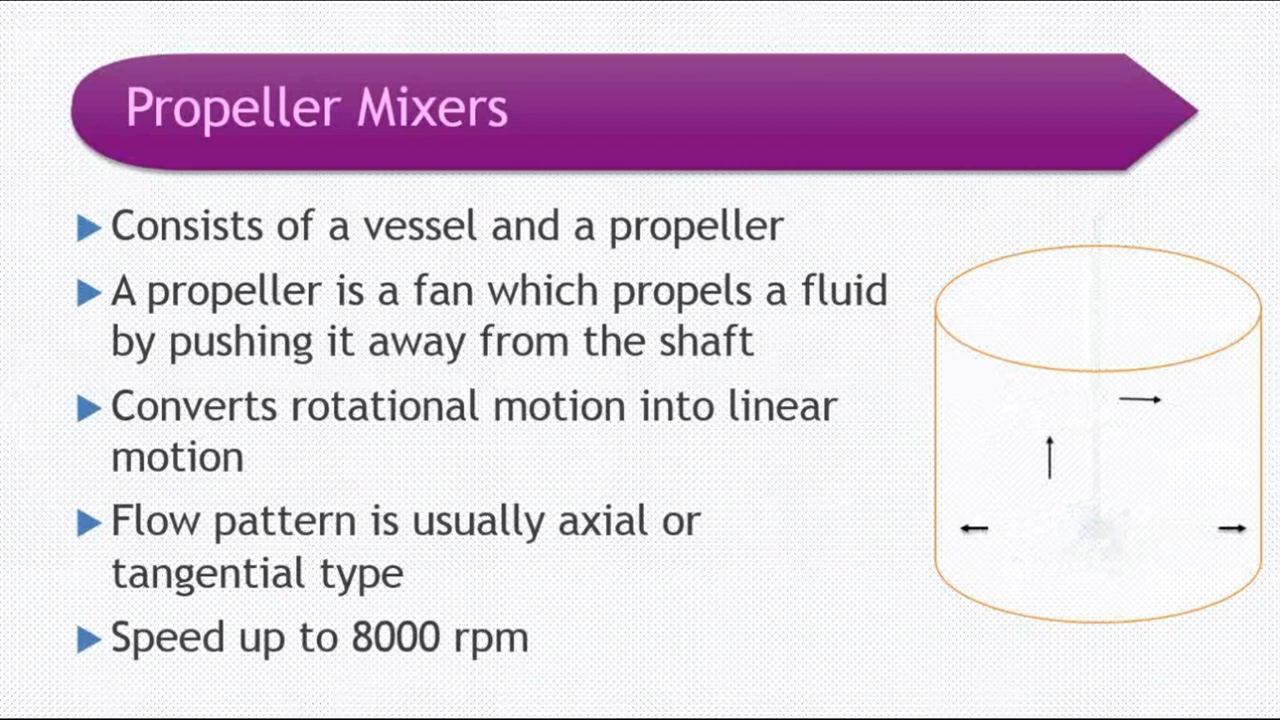 Propeller Mixers
Consists of a vessel and a propeller
A propeller is a fan which propels a fluid
by pushing it away from the shaft
Converts rotational motion into linear
motion
Flow pattern is usually axial or
tangential type
Speed up to 8000 rpm